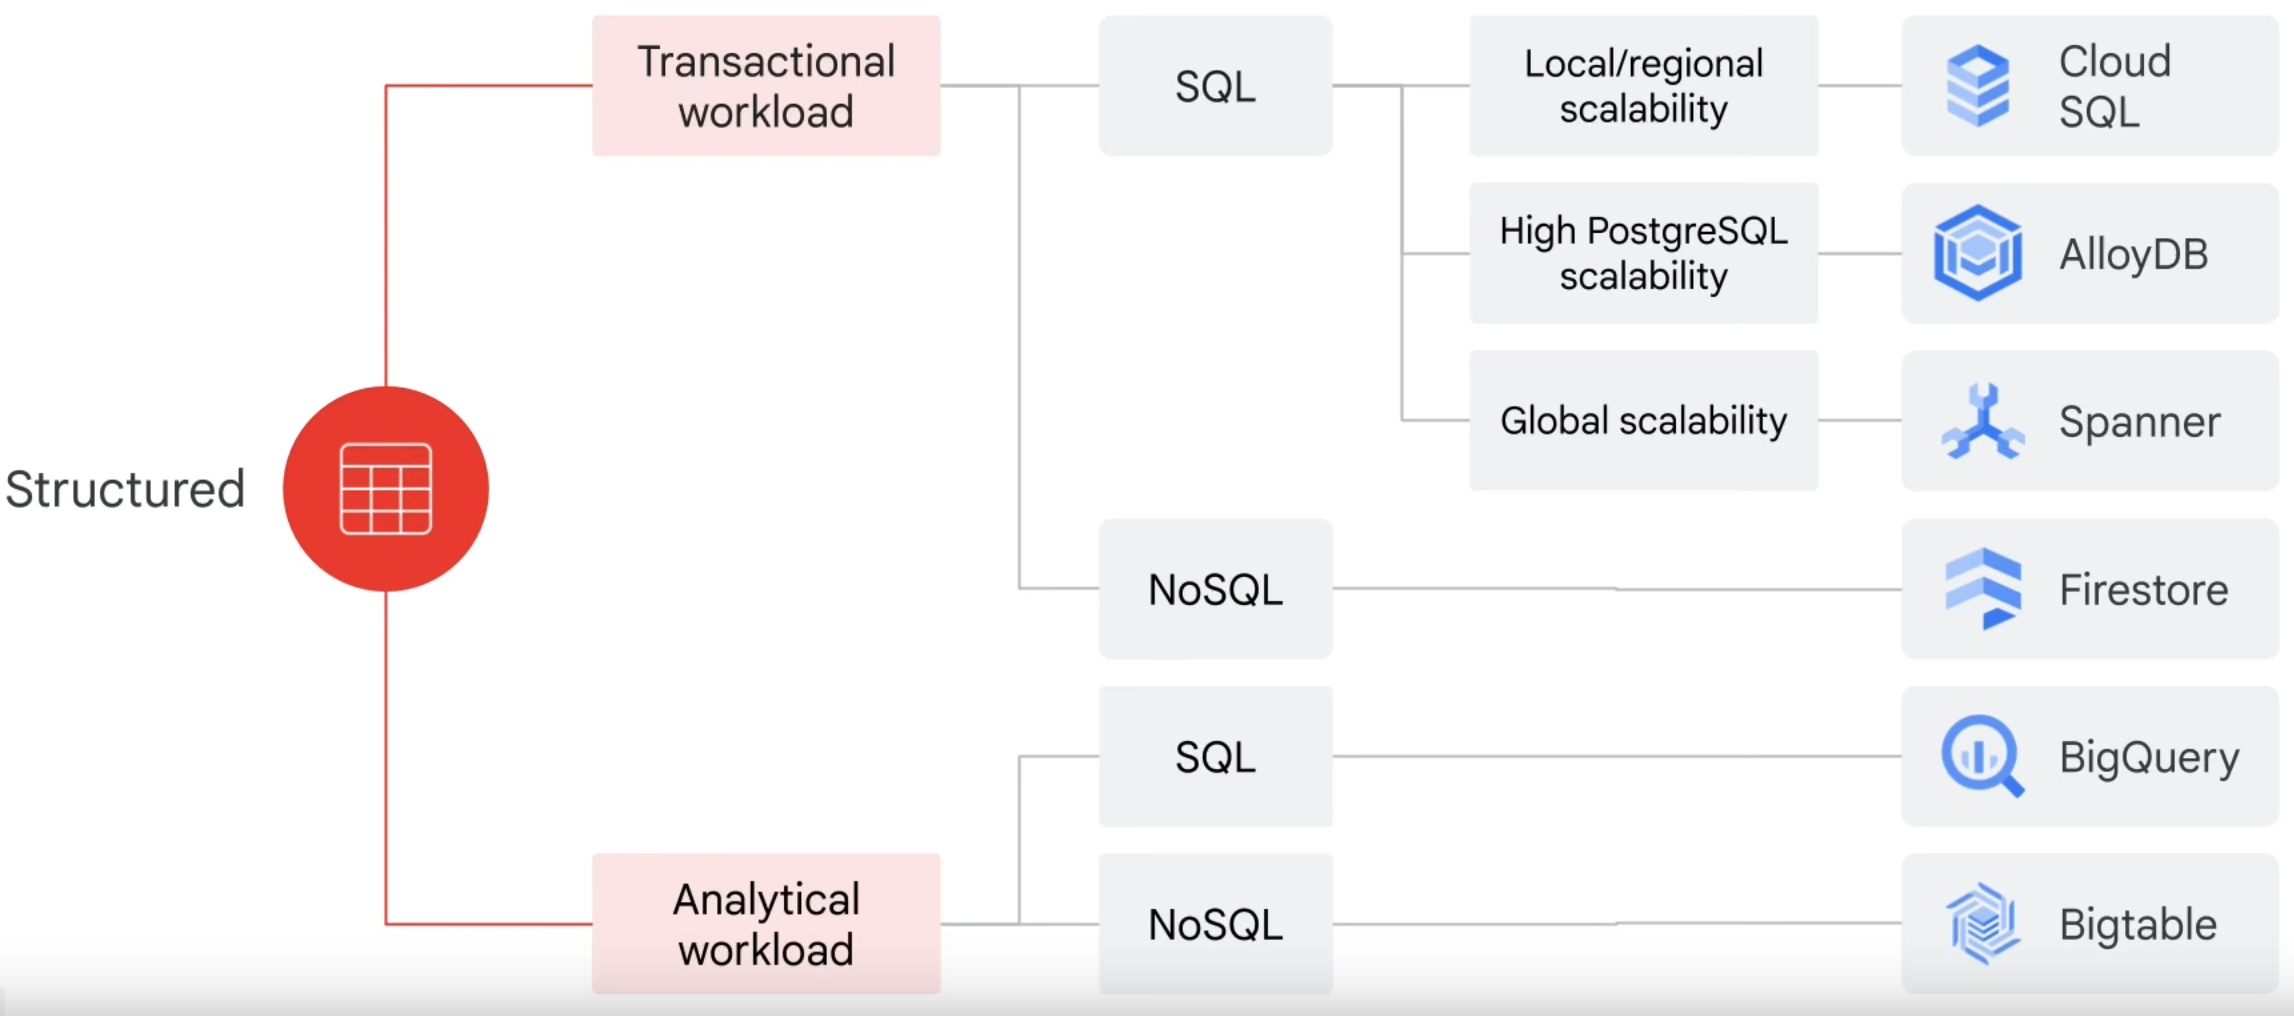 Structured
Transactional
workload
SQL
Local/regional
scalability
Cloud
SQL
High PostgreSQL
scalability
AlloyDB
Global scalability
Spanner
NoSQL
Firestore
SQL
BigQuery
Analytical
workload
NoSQL
Bigtable